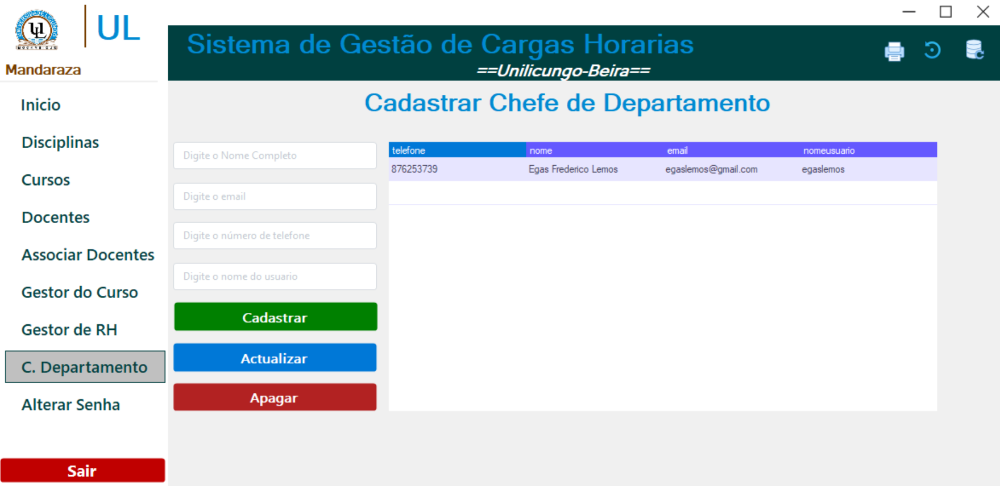 UL
Mandaraza
Inicio
Disciplinas
Cursos
Docentes
Associar Docentes
Gestor do Curso
Gestor de RH
C. Departamento
Alterar Senha
Sair
Sistema de Gestão de Cargas Horarias
==Unilicungo-Beira==
Cadastrar Chefe de Departamento
Digite o Nome Completo
Digite o email
Digite o número de telefone
Digite o nome do usuario
Cadastrar
Actualizar
Apagar
telefone nome email nomeusuario
876253739 Egas Frederico Lemos egaslemos@gmail.com egaslemos